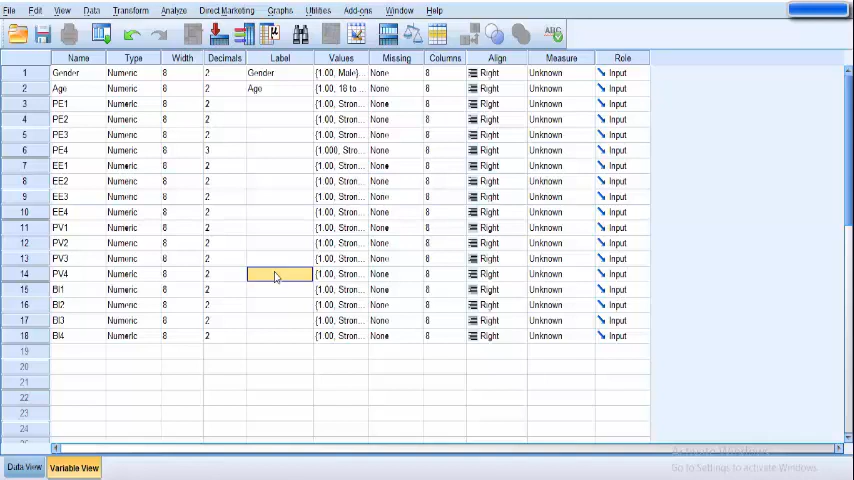 File Edit View Data Transform Analyze Direct Marketing Graphs Utilities Add-ons Window Help
Name Type Width Decimals Label Values Missing Columns Align Measure Role
1 Gender Numeric 8 2 Gender {1.00, Male}... None 8 Right Unknown Input
2 Age Numeric 8 2 Age {1.00, 18 to ... None 8 Right Unknown Input
3 PE1 Numeric 8 2 {1.00, Stron... None 8 Right Unknown Input
4 PE2 Numeric 8 2 {1.00, Stron... None 8 Right Unknown Input
5 PE3 Numeric 8 2 {1.00, Stron... None 8 Right Unknown Input
6 PE4 Numeric 8 3 {1.000, Stro... None 8 Right Unknown Input
7 EE1 Numeric 8 2 {1.00, Stron... None 8 Right Unknown Input
8 EE2 Numeric 8 2 {1.00, Stron... None 8 Right Unknown Input
9 EE3 Numeric 8 2 {1.00, Stron... None 8 Right Unknown Input
10 EE4 Numeric 8 2 {1.00, Stron... None 8 Right Unknown Input
11 PV1 Numeric 8 2 {1.00, Stron... None 8 Right Unknown Input
12 PV2 Numeric 8 2 {1.00, Stron... None 8 Right Unknown Input
13 PV3 Numeric 8 2 {1.00, Stron... None 8 Right Unknown Input
14 PV4 Numeric 8 2 {1.00, Stron... None 8 Right Unknown Input
15 BI1 Numeric 8 2 {1.00, Stron... None 8 Right Unknown Input
16 BI2 Numeric 8 2 {1.00, Stron... None 8 Right Unknown Input
17 BI3 Numeric 8 2 {1.00, Stron... None 8 Right Unknown Input
18 BI4 Numeric 8 2 {1.00, Stron... None 8 Right Unknown Input
19
20
21
22
23
24
Activate Windows
Data View Variable View Go to Settings to activate Windows.